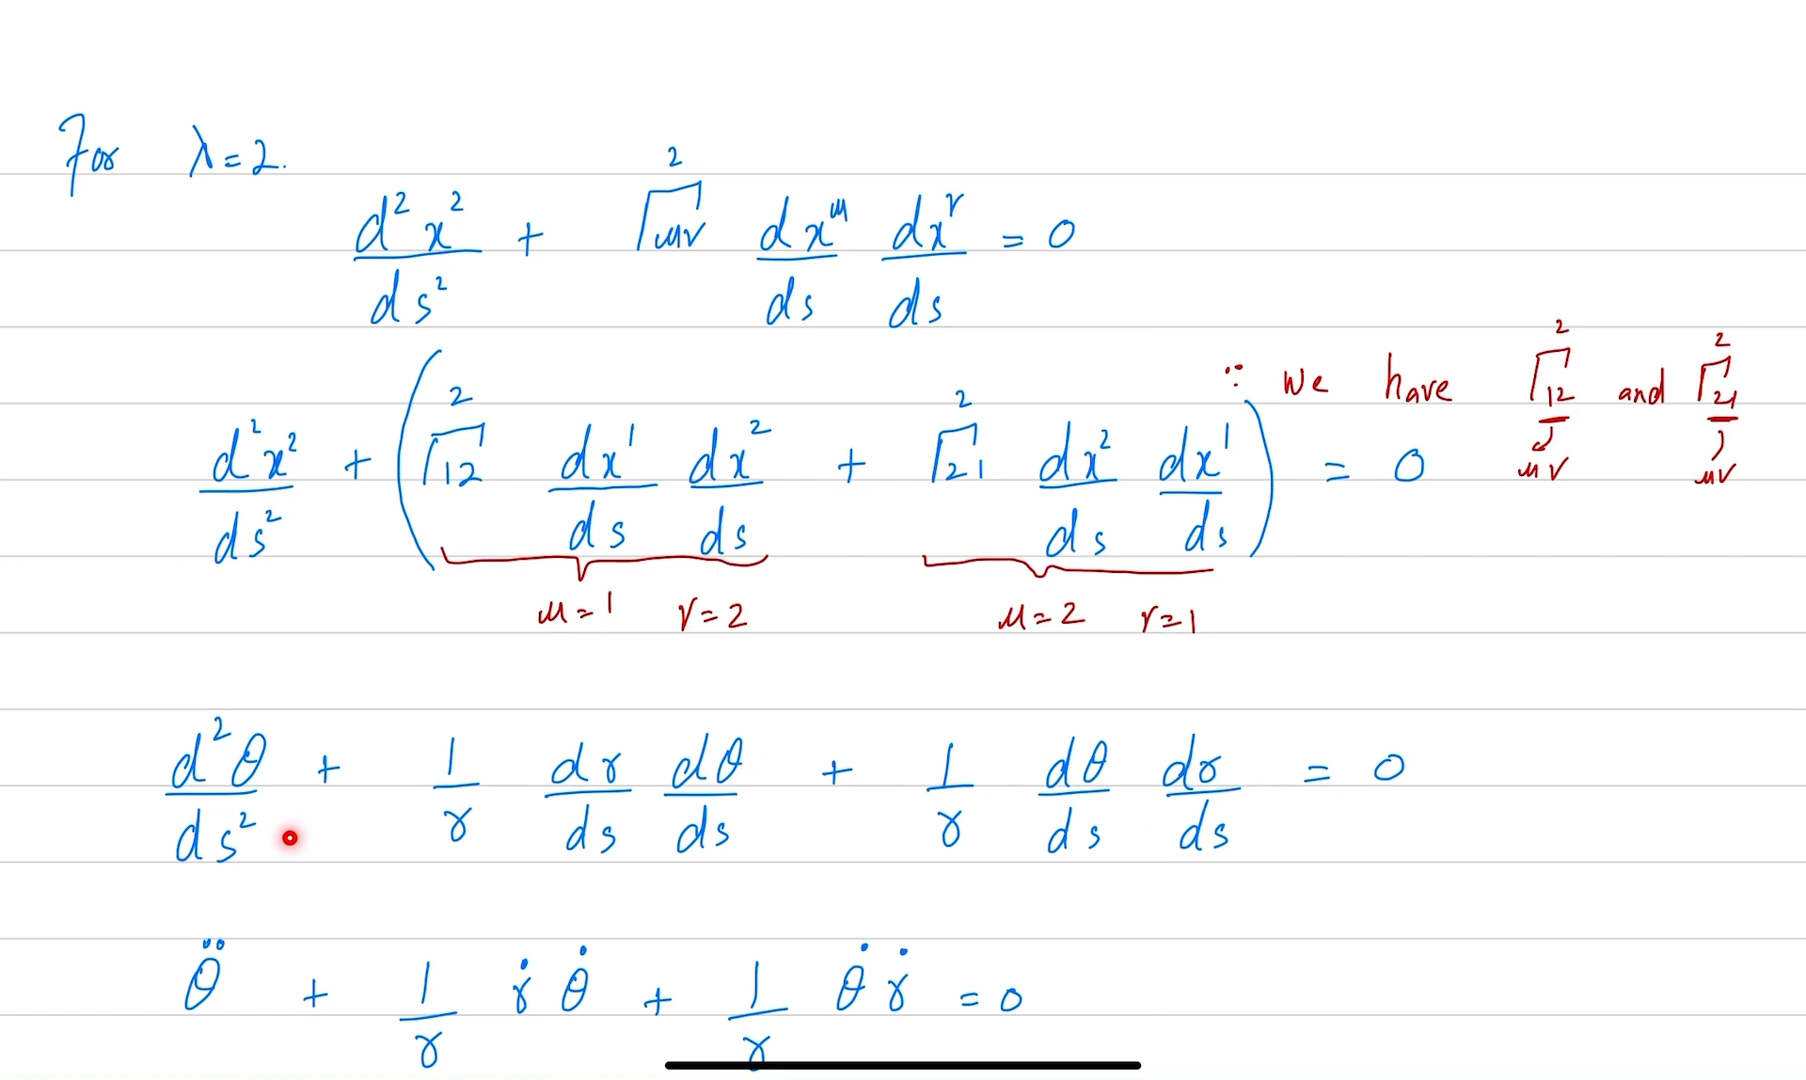 For λ=2.
d²x²/ds² + Γ²μν dx^μ/ds dx^ν/ds = 0
∵ We have Γ²12 and Γ²21
μν μν
d²x²/ds² + (Γ²12 dx¹/ds dx²/ds + Γ²21 dx²/ds dx¹/ds) = 0
μ=1 ν=2 μ=2 ν=1
d²θ/ds² + 1/r dr/ds dθ/ds + 1/r dθ/ds dr/ds = 0
θ̈ + 1/r ṙ θ̇ + 1/r θ̇ ṙ = 0